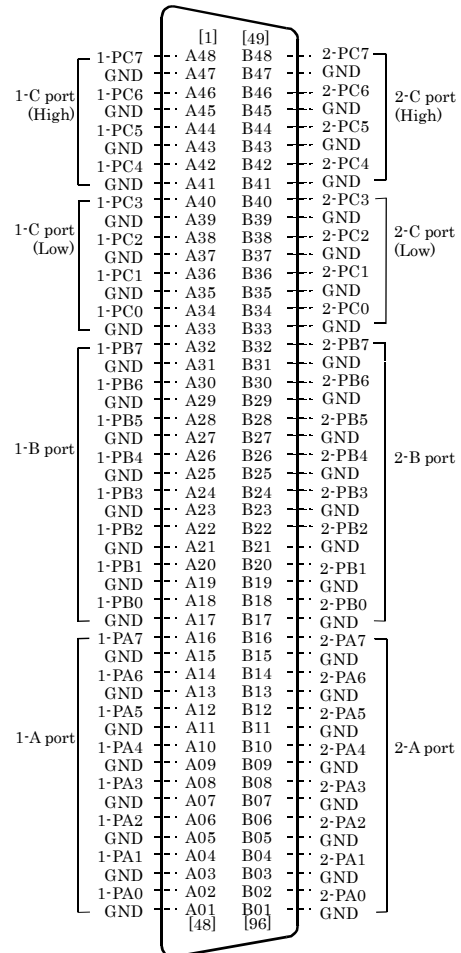 [1] [49]
1-PC7 A48 B48 2-PC7
GND A47 B47 GND
1-C port (High) 1-PC6 A46 B46 2-PC6 2-C port (High)
GND A45 B45 GND
1-PC5 A44 B44 2-PC5
GND A43 B43 GND
1-PC4 A42 B42 2-PC4
GND A41 B41 GND
1-PC3 A40 B40 2-PC3
GND A39 B39 GND
1-C port (Low) 1-PC2 A38 B38 2-PC2 2-C port (Low)
GND A37 B37 GND
1-PC1 A36 B36 2-PC1
GND A35 B35 GND
1-PC0 A34 B34 2-PC0
GND A33 B33 GND
1-PB7 A32 B32 2-PB7
GND A31 B31 GND
1-PB6 A30 B30 2-PB6
GND A29 B29 GND
1-PB5 A28 B28 2-PB5
GND A27 B27 GND
1-B port 1-PB4 A26 B26 2-PB4 2-B port
GND A25 B25 GND
1-PB3 A24 B24 2-PB3
GND A23 B23 GND
1-PB2 A22 B22 2-PB2
GND A21 B21 GND
1-PB1 A20 B20 2-PB1
GND A19 B19 GND
1-PB0 A18 B18 2-PB0
GND A17 B17 GND
1-PA7 A16 B16 2-PA7
GND A15 B15 GND
1-PA6 A14 B14 2-PA6
GND A13 B13 GND
1-PA5 A12 B12 2-PA5
GND A11 B11 GND
1-A port 1-PA4 A10 B10 2-PA4 2-A port
GND A09 B09 GND
1-PA3 A08 B08 2-PA3
GND A07 B07 GND
1-PA2 A06 B06 2-PA2
GND A05 B05 GND
1-PA1 A04 B04 2-PA1
GND A03 B03 GND
1-PA0 A02 B02 2-PA0
GND A01 B01 GND
[48] [96]